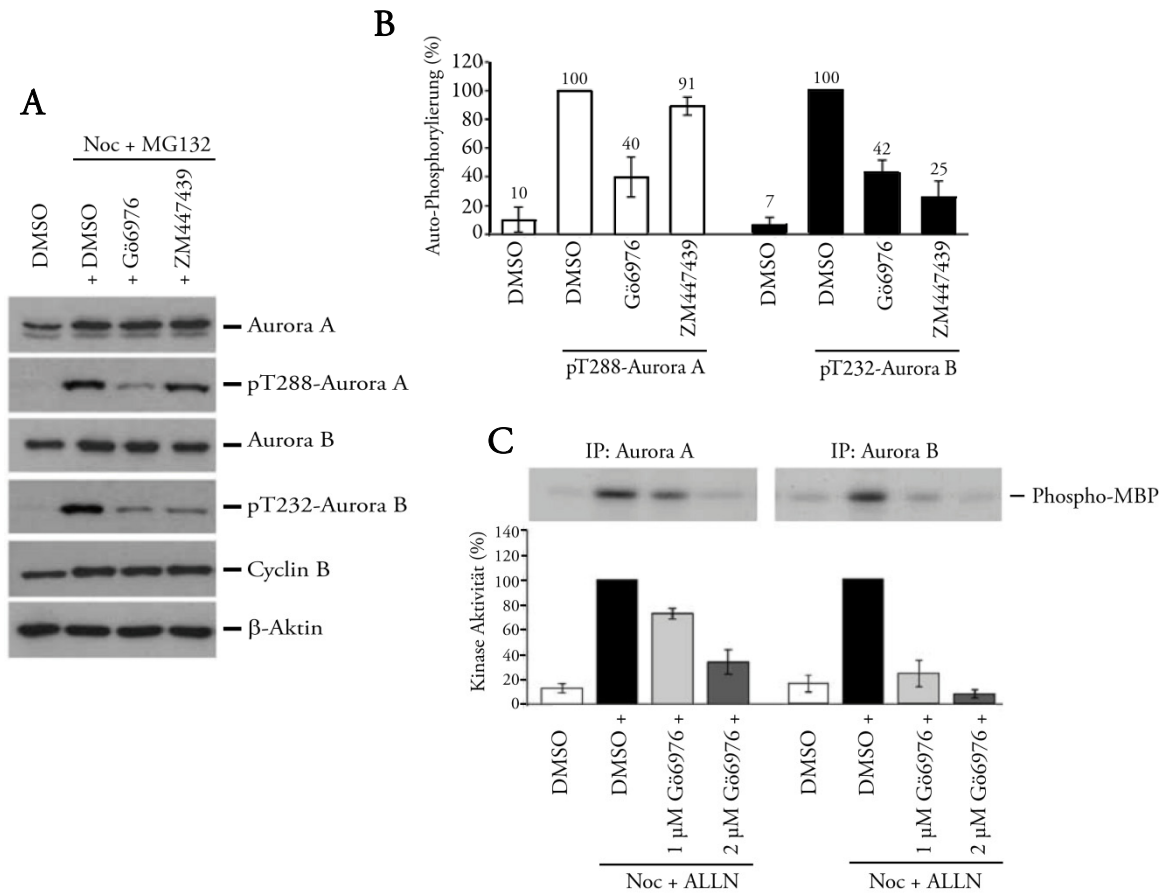 A
Noc + MG132
DMSO
+ DMSO
+ Gö6976
+ ZM447439
Aurora A
pT288-Aurora A
Aurora B
pT232-Aurora B
Cyclin B
β-Aktin
B
Auto-Phosphorylierung (%)
120
100
80
60
40
20
0
10
100
40
91
7
100
42
25
DMSO
DMSO
Gö6976
ZM447439
DMSO
DMSO
Gö6976
ZM447439
pT288-Aurora A
pT232-Aurora B
C
IP: Aurora A
IP: Aurora B
Phospho-MBP
Kinase Aktivität (%)
140
120
100
80
60
40
20
0
DMSO
DMSO +
1 µM Gö6976 +
2 µM Gö6976 +
DMSO
DMSO +
1 µM Gö6976 +
2 µM Gö6976 +
Noc + ALLN
Noc + ALLN